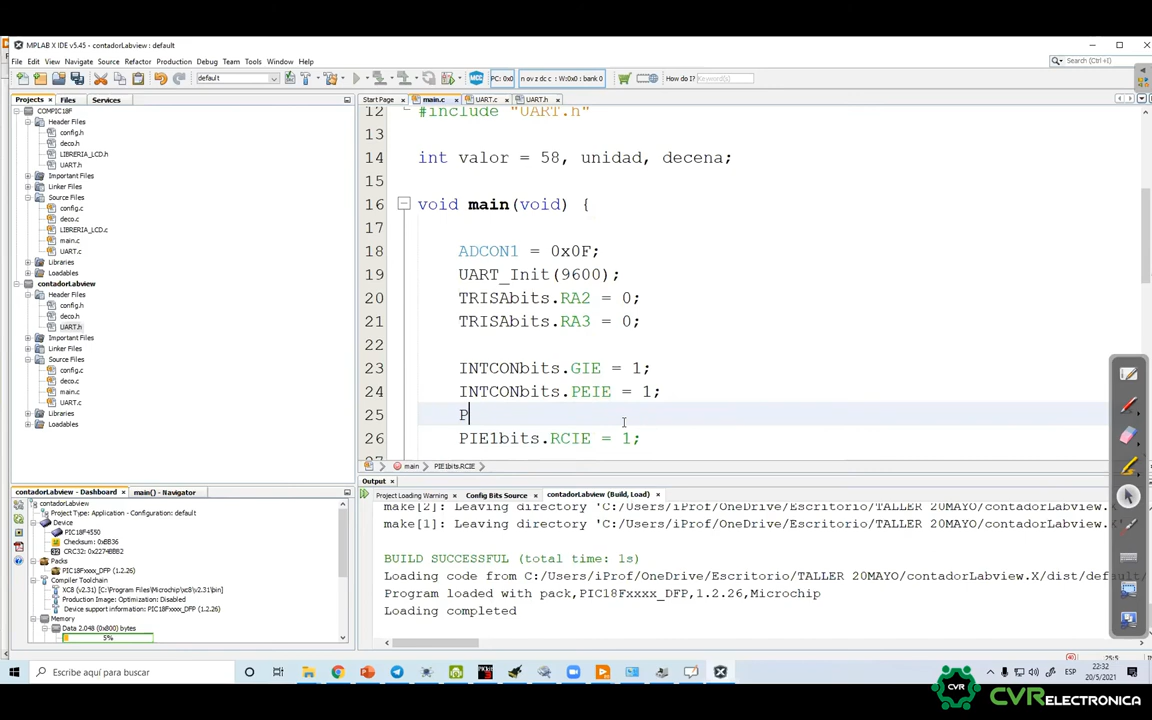 MPLAB X IDE v5.45 - contadorLabview : default
File Edit View Navigate Source Refactor Production Debug Team Tools Window Help
Search (Ctrl+I)
default
PC: 0x0
n ov z dc c : W:0x0 : bank 0
How do I?
Keyword(s)
Projects
Files
Services
COMPIC18F
Header Files
config.h
deco.h
LIBRERIA_LCD.h
UART.h
Important Files
Linker Files
Source Files
config.c
deco.c
LIBRERIA_LCD.c
main.c
UART.c
Libraries
Loadables
contadorLabview
Header Files
config.h
deco.h
UART.h
Important Files
Linker Files
Source Files
config.c
deco.c
main.c
UART.c
Libraries
Loadables
Start Page
main.c
UART.c
UART.h
12 #include "UART.h"
13
14 int valor = 58, unidad, decena;
15
16 void main(void) {
17
18 ADCON1 = 0x0F;
19 UART_Init(9600);
20 TRISAbits.RA2 = 0;
21 TRISAbits.RA3 = 0;
22
23 INTCONbits.GIE = 1;
24 INTCONbits.PEIE = 1;
25 P
26 PIE1bits.RCIE = 1;
main
PIE1bits.RCIE
contadorLabview - Dashboard
main() - Navigator
contadorLabview
Project Type: Application - Configuration: default
Device
PIC18F4550
Checksum: 0xBB36
CRC32: 0x2274BBB2
Packs
PIC18Fxxxx_DFP (1.2.26)
Compiler Toolchain
XC8 (v2.31) [C:\Program Files\Microchip\xc8\v2.31\bin]
Production Image: Optimization: Disabled
Device support information: PIC18Fxxxx_DFP (1.2.26)
Memory
Data 2.048 (0x800) bytes
5%
Output
Project Loading Warning
Config Bits Source
contadorLabview (Build, Load)
make[2]: Leaving directory 'C:/Users/iProf/OneDrive/Escritorio/TALLER 20MAYO/contadorLabview.X
make[1]: Leaving directory 'C:/Users/iProf/OneDrive/Escritorio/TALLER 20MAYO/contadorLabview.X
BUILD SUCCESSFUL (total time: 1s)
Loading code from C:/Users/iProf/OneDrive/Escritorio/TALLER 20MAYO/contadorLabview.X/dist/default/
Program loaded with pack,PIC18Fxxxx_DFP,1.2.26,Microchip
Loading completed
25:5
Escribe aquí para buscar
ESP
22:32
20/5/2021
CVR
CVRELECTRONICA